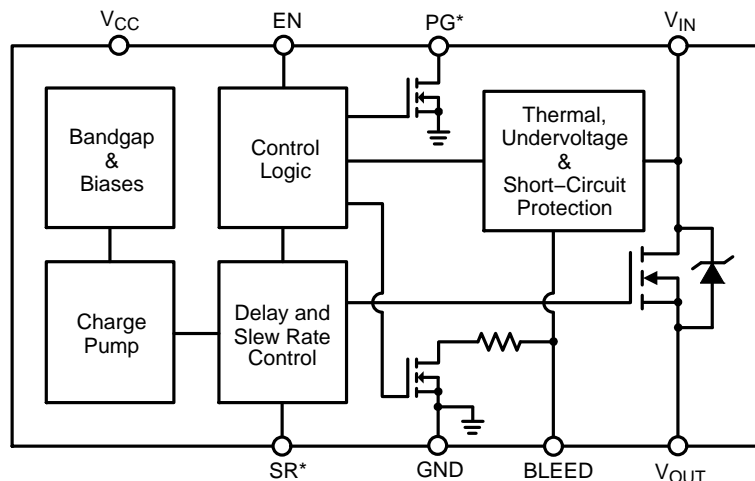 VCC
EN
PG*
VIN
Bandgap
&
Biases
Control
Logic
Thermal,
Undervoltage
&
Short−Circuit
Protection
Charge
Pump
Delay and
Slew Rate
Control
SR*
GND
BLEED
VOUT